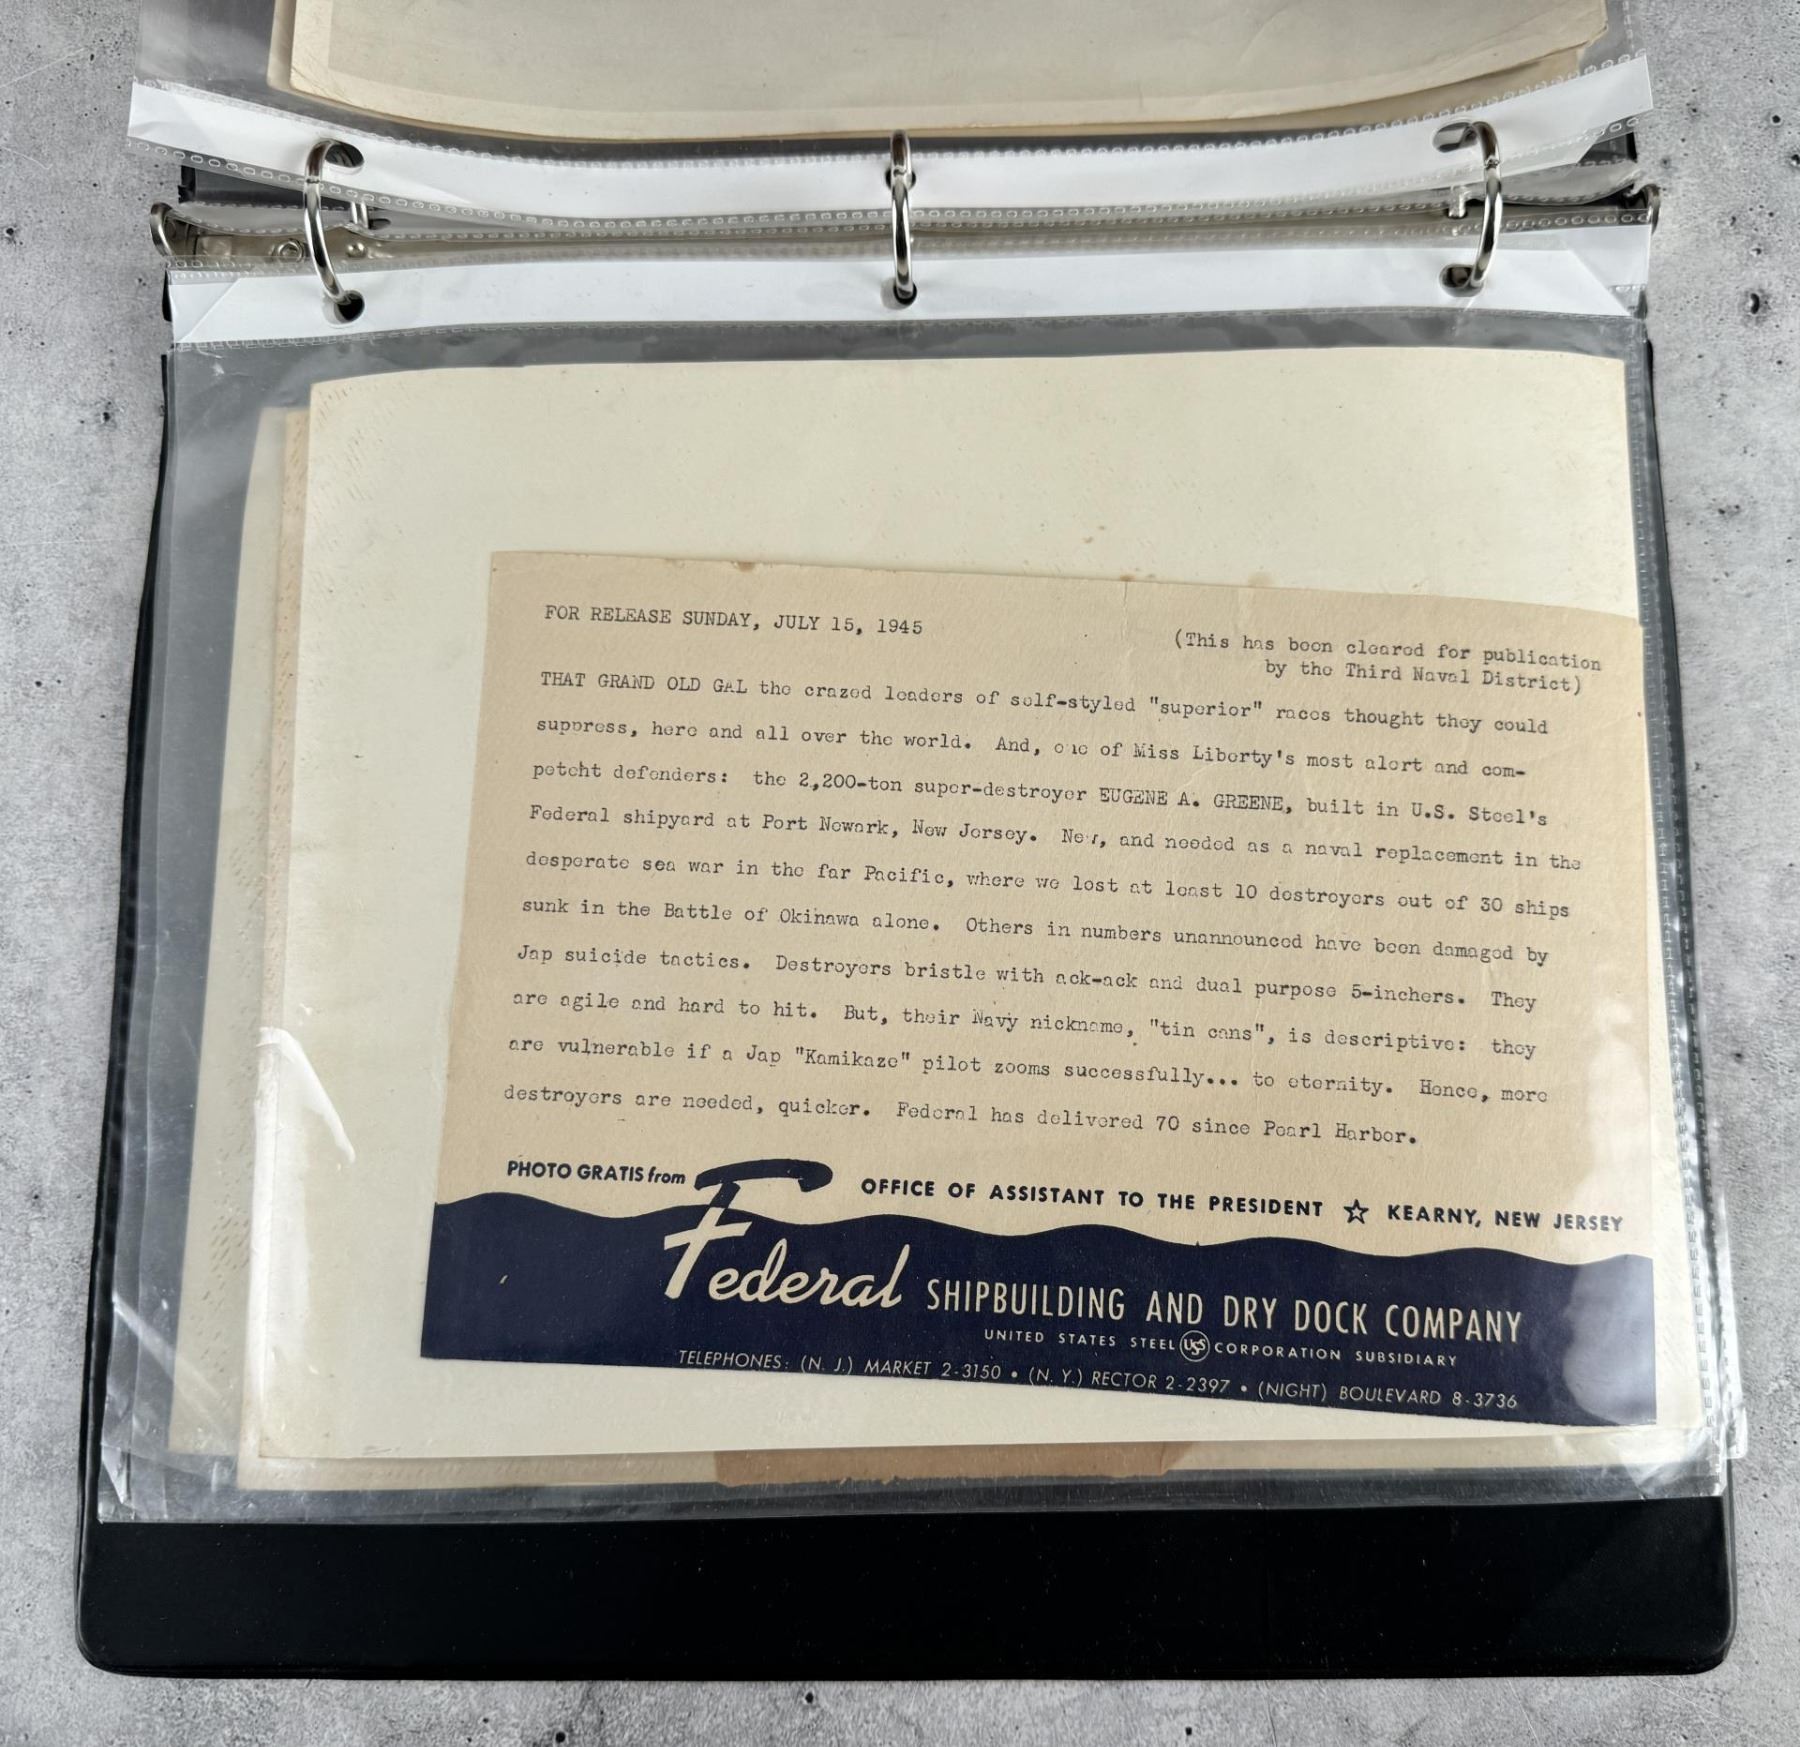 FOR RELEASE SUNDAY, JULY 15, 1945
(This has been cleared for publication
by the Third Naval District)
THAT GRAND OLD GAL the crazed leaders of self-styled "superior" races thought they could
suppress, here and all over the world. And, one of Miss Liberty's most alert and com-
petent defenders: the 2,200-ton super-destroyer EUGENE A. GREENE, built in U.S. Steel's
Federal shipyard at Port Newark, New Jersey. New, and needed as a naval replacement in the
desperate sea war in the far Pacific, where we lost at least 10 destroyers out of 30 ships
sunk in the Battle of Okinawa alone. Others in numbers unannounced have been damaged by
Jap suicide tactics. Destroyers bristle with ack-ack and dual purpose 5-inchers. They
are agile and hard to hit. But, their Navy nickname, "tin cans", is descriptive: they
are vulnerable if a Jap "Kamikaze" pilot zooms successfully... to eternity. Hence, more
destroyers are needed, quicker. Federal has delivered 70 since Pearl Harbor.
PHOTO GRATIS from OFFICE OF ASSISTANT TO THE PRESIDENT ☆ KEARNY, NEW JERSEY
Federal SHIPBUILDING AND DRY DOCK COMPANY
UNITED STATES STEEL USS CORPORATION SUBSIDIARY
TELEPHONES: (N. J.) MARKET 2-3150 • (N. Y.) RECTOR 2-2397 • (NIGHT) BOULEVARD 8-3736